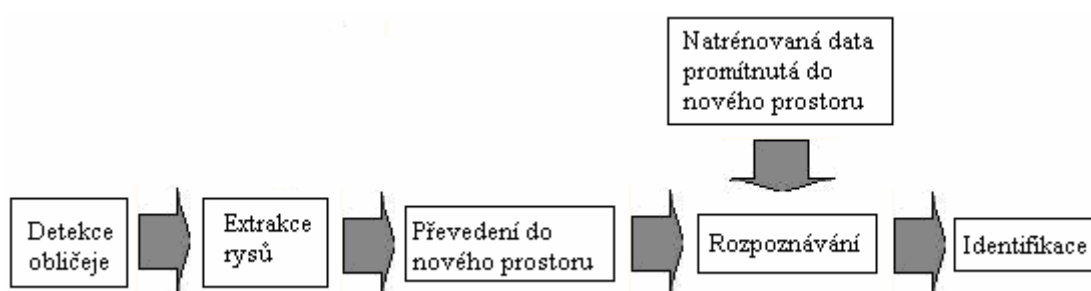 Natrénovaná data
promítnutá do
nového prostoru
Detekce
obličeje
Extrakce
rysů
Převedení do
nového prostoru
Rozpoznávání
Identifikace